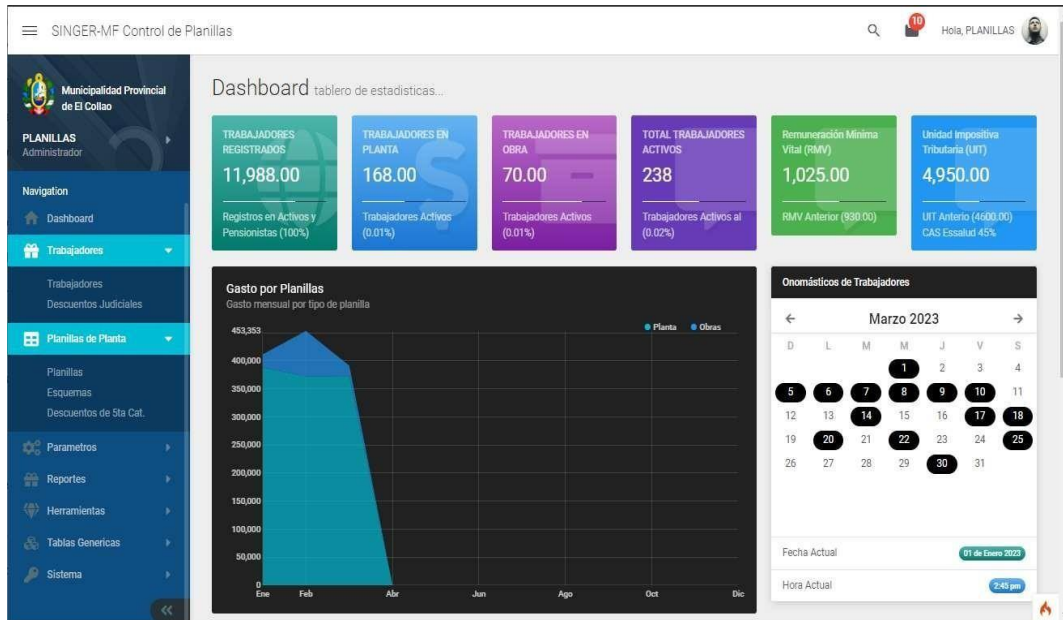 SINGER-MF Control de Planillas
10
Hola, PLANILLAS
Municipalidad Provincial
de El Collao
PLANILLAS
Administrador
Navigation
Dashboard
Trabajadores
Trabajadores
Descuentos Judiciales
Planillas de Planta
Planillas
Esquemas
Descuentos de 5ta Cat.
Parametros
Reportes
Herramientas
Tablas Genericas
Sistema
Dashboard tablero de estadisticas...
TRABAJADORES
REGISTRADOS
11,988.00
Registros en Activos y
Pensionistas (100%)
TRABAJADORES EN
PLANTA
168.00
Trabajadores Activos
(0.01%)
TRABAJADORES EN
OBRA
70.00
Trabajadores Activos
(0.01%)
TOTAL TRABAJADORES
ACTIVOS
238
Trabajadores Activos al
(0.02%)
Remuneración Minima
Vital (RMV)
1,025.00
RMV Anterior (930.00)
Unidad Impositiva
Tributaria (UIT)
4,950.00
UIT Anterio (4600.00)
CAS Essalud 45%
Gasto por Planillas
Gasto mensual por tipo de planilla
Planta Obras
453,353
400,000
350,000
300,000
250,000
200,000
150,000
100,000
50,000
0
Ene Feb Abr Jun Ago Oct Dic
Onomásticos de Trabajadores
Marzo 2023
D L M M J V S
1 2 3 4
5 6 7 8 9 10 11
12 13 14 15 16 17 18
19 20 21 22 23 24 25
26 27 28 29 30 31
Fecha Actual 01 de Enero 2023
Hora Actual 2:45 pm